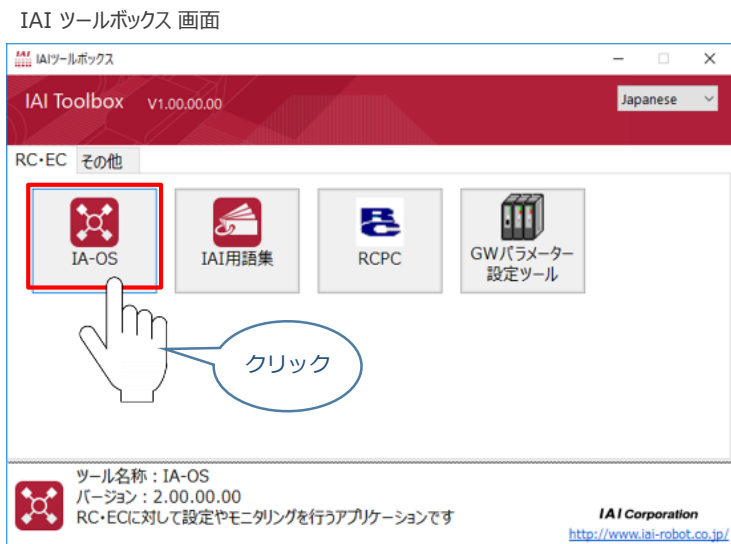 IAI ツールボックス 画面
IAI IAIツールボックス
IAI Toolbox V1.00.00.00
Japanese
RC・EC その他
IA-OS
IAI用語集
RC
RCPC
GWパラメーター
設定ツール
クリック
ツール名称：IA-OS
バージョン：2.00.00.00
RC・ECに対して設定やモニタリングを行うアプリケーションです
IAI Corporation
http://www.iai-robot.co.jp/